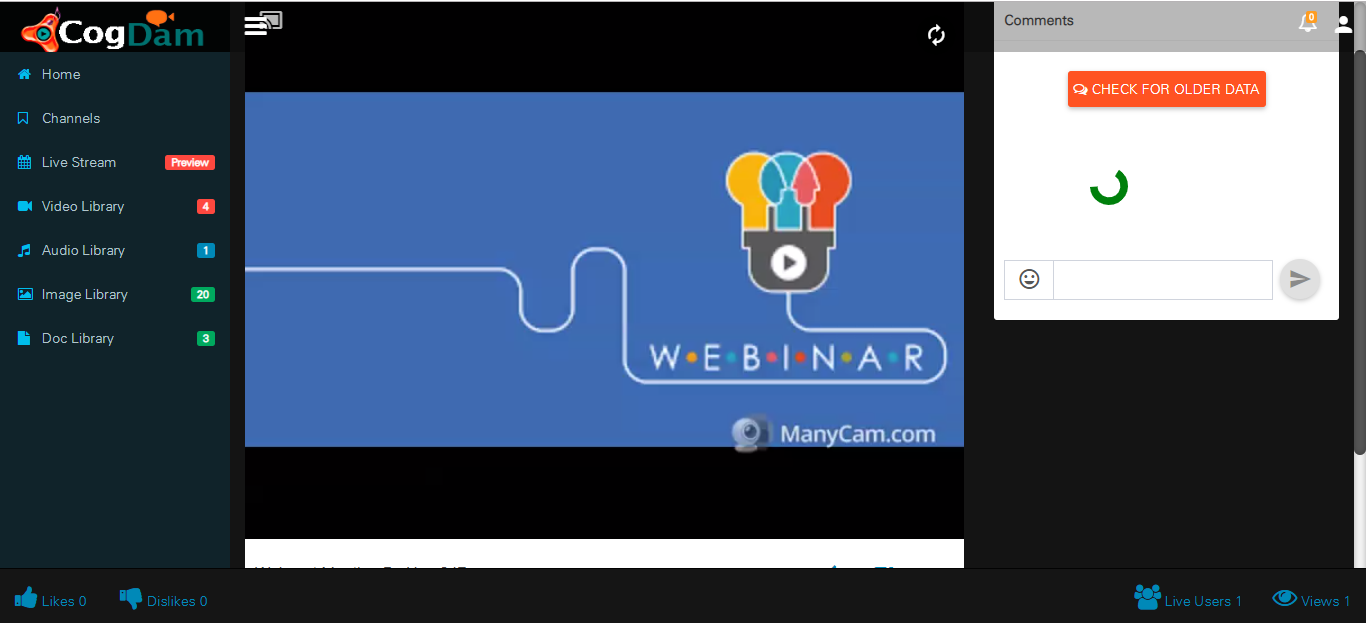 CogDam
Home
Channels
Live Stream
Preview
Video Library
4
Audio Library
1
Image Library
20
Doc Library
3
W•E•B•I•N•A•R
ManyCam.com
Comments
0
CHECK FOR OLDER DATA
Likes 0
Dislikes 0
Live Users 1
Views 1